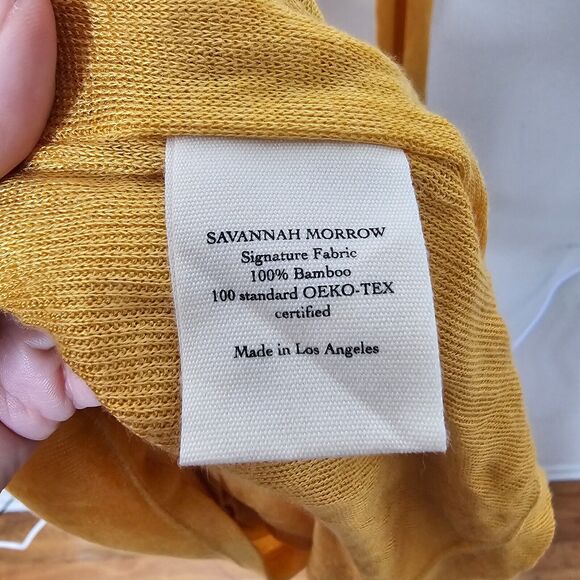 SAVANNAH MORROW
Signature Fabric
100% Bamboo
100 standard OEKO-TEX
certified
Made in Los Angeles